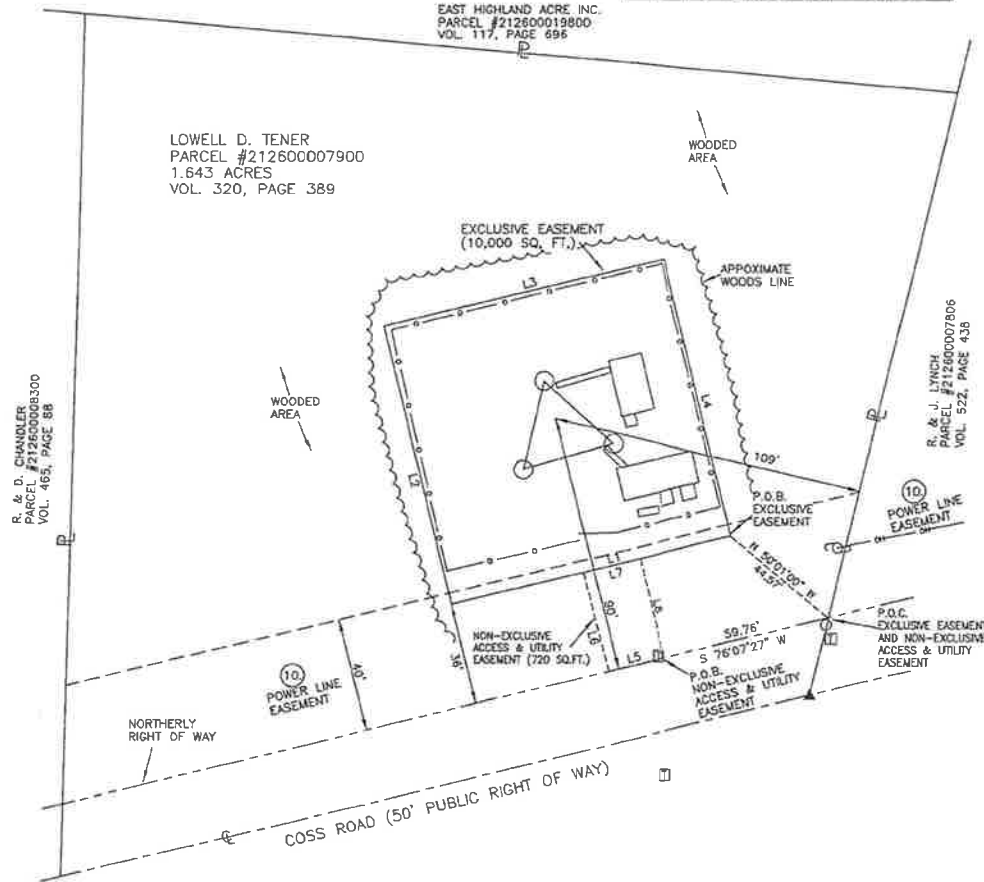 EAST HIGHLAND ACRE INC.
PARCEL #212600019800
VOL. 117, PAGE 696
LOWELL D. TENER
PARCEL #212600007900
1.643 ACRES
VOL. 320, PAGE 389
WOODED
AREA
EXCLUSIVE EASEMENT
(10,000 SQ. FT.)
L3
APPOXIMATE
WOODS LINE
R. & D. CHANDLER
PARCEL #212600008300
VOL. 465, PAGE 88
WOODED
AREA
L2
L4
R. & J. LYNCH
PARCEL #212600007806
VOL. 522, PAGE 438
109'
P.O.B.
EXCLUSIVE
EASEMENT
10.
POWER LINE
EASEMENT
OH
OH
L1
L7
N 50°01'00" W
44.57'
NON-EXCLUSIVE
ACCESS & UTILITY
EASEMENT (720 SQ.FT.)
L6
90'
L8
59.76'
S 76°07'27" W
P.O.C.
EXCLUSIVE EASEMENT
AND NON-EXCLUSIVE
ACCESS & UTILITY
EASEMENT
T
36'
40'
L5
T
P.O.B.
NON-EXCLUSIVE
ACCESS & UTILITY
EASEMENT
10.
POWER LINE
EASEMENT
NORTHERLY
RIGHT OF WAY
COSS ROAD (50' PUBLIC RIGHT OF WAY)
T